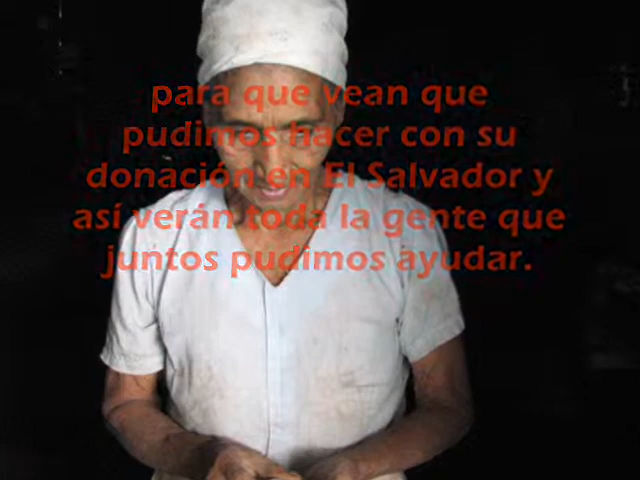 para que vean que
pudimos hacer con su
donación en El Salvador y
así verán toda la gente que
juntos pudimos ayudar.